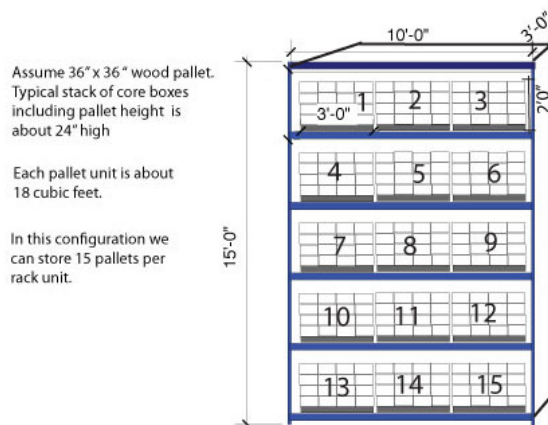 10'-0"
3'-0"
Assume 36" x 36 " wood pallet.
Typical stack of core boxes
including pallet height is
about 24" high
Each pallet unit is about
18 cubic feet.
In this configuration we
can store 15 pallets per
rack unit.
15'-0"
1 2 3
3'-0"
2'0"
4 5 6
7 8 9
10 11 12
13 14 15